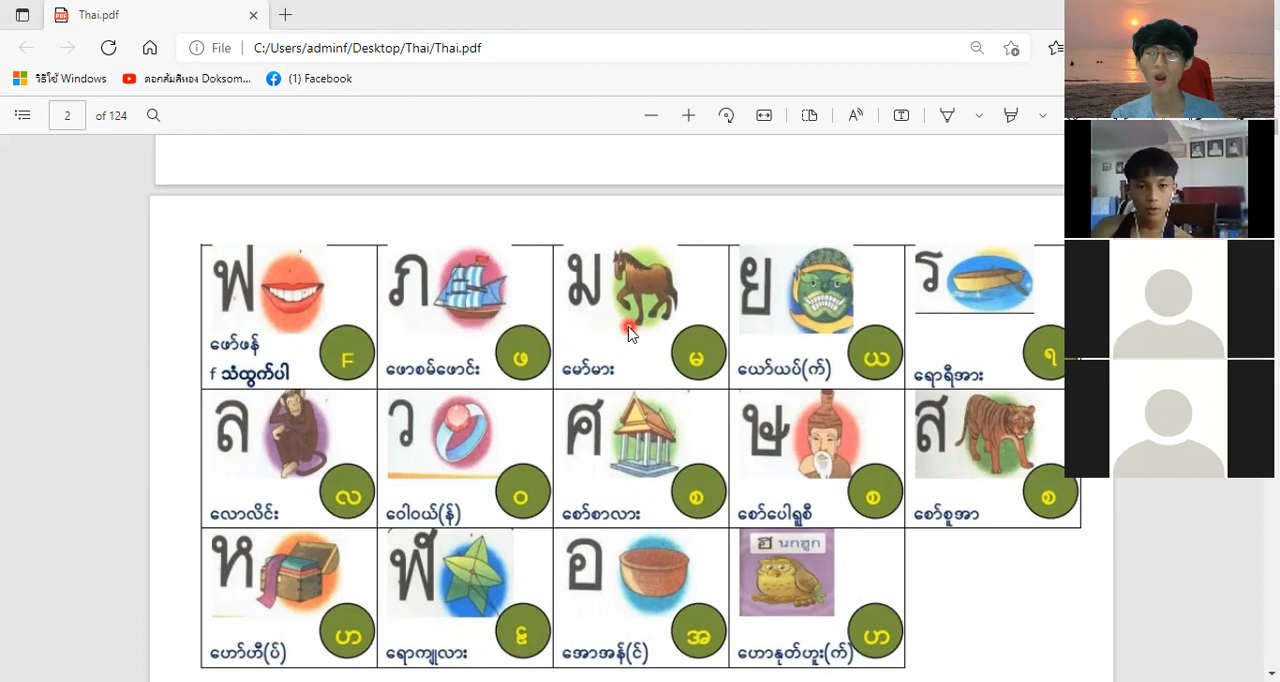 Thai.pdf
File
C:/Users/adminf/Desktop/Thai/Thai.pdf
วิธีใช้ Windows
ดอกส้มสีทอง Doksom...
(1) Facebook
2
of 124
ฟ
ဖော်ဖန်
f သံထွက်ပါ
F
ภ
ဖောစမ်ဖောင်း
ဖ
ม
မော်မား
မ
ย
ယော်ယပ်(က်)
ယ
ร
ရောရီအား
ရ
ล
လောလိင်း
လ
ว
ဝေါဝယ်(န်)
ဝ
ศ
စော်စာလား
စ
ษ
စော်ပေါရူစီ
စ
ส
စော်စူအာ
စ
ห
ဟော်ဟီ(ပ်)
ဟ
ฬ
ရောကျုလား
ဠ
อ
အောအန်(င်)
အ
ฮ นกฮูก
ဟောနုတ်ဟူး(က်)
ဟ